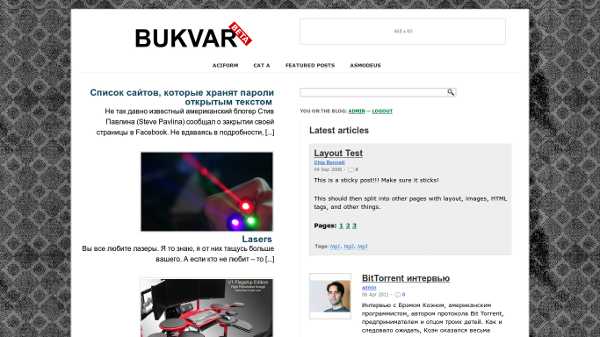 BUKVAR
BETA
468 x 60
ACIFORM CAT A FEATURED POSTS ASMODEUS
Список сайтов, которые хранят пароли
открытым текстом
Не так давно известный американский блогер Стив
Павлина (Steve Pavlina) сообщал о закрытии своей
страницы в Facebook. Не вдаваясь в подробности, [...]
Lasers
Вы все любите лазеры. Я то знаю, я от них тащусь больше
вашего. А если кто не любит – то [...]
V1 Flagship Edition
High Resolution Image
YOU ON THE BLOG: ADMIN — LOGOUT
Latest articles
Layout Test
Chip Bennett
04 Sep 2008 - 0
This is a sticky post!!! Make sure it sticks!
This should then split into other pages with layout, images, HTML
tags, and other things.
Pages: 1 2 3
Tags: tag1, tag2, tag3
BitTorrent интервью
admin
06 Apr 2011 - 0
Интервью с Брэмом Коэном, американским
программистом, автором протокола Bit Torrent,
предпринимателем и отцом троих детей. Как и
следовало ожидать, Коэн оказался весьма